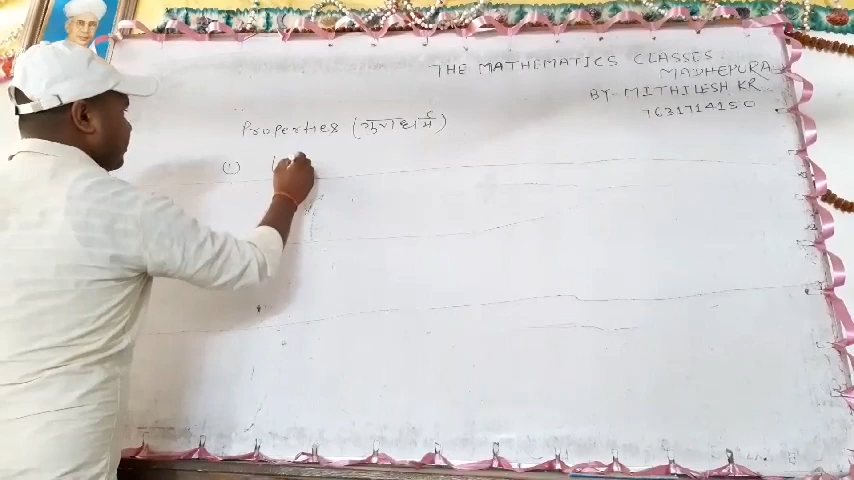 THE MATHEMATICS CLASSES
MADHEPURA
BY- MITHILESH KR.
7631714150
Properties (गुणधर्म)
(i)